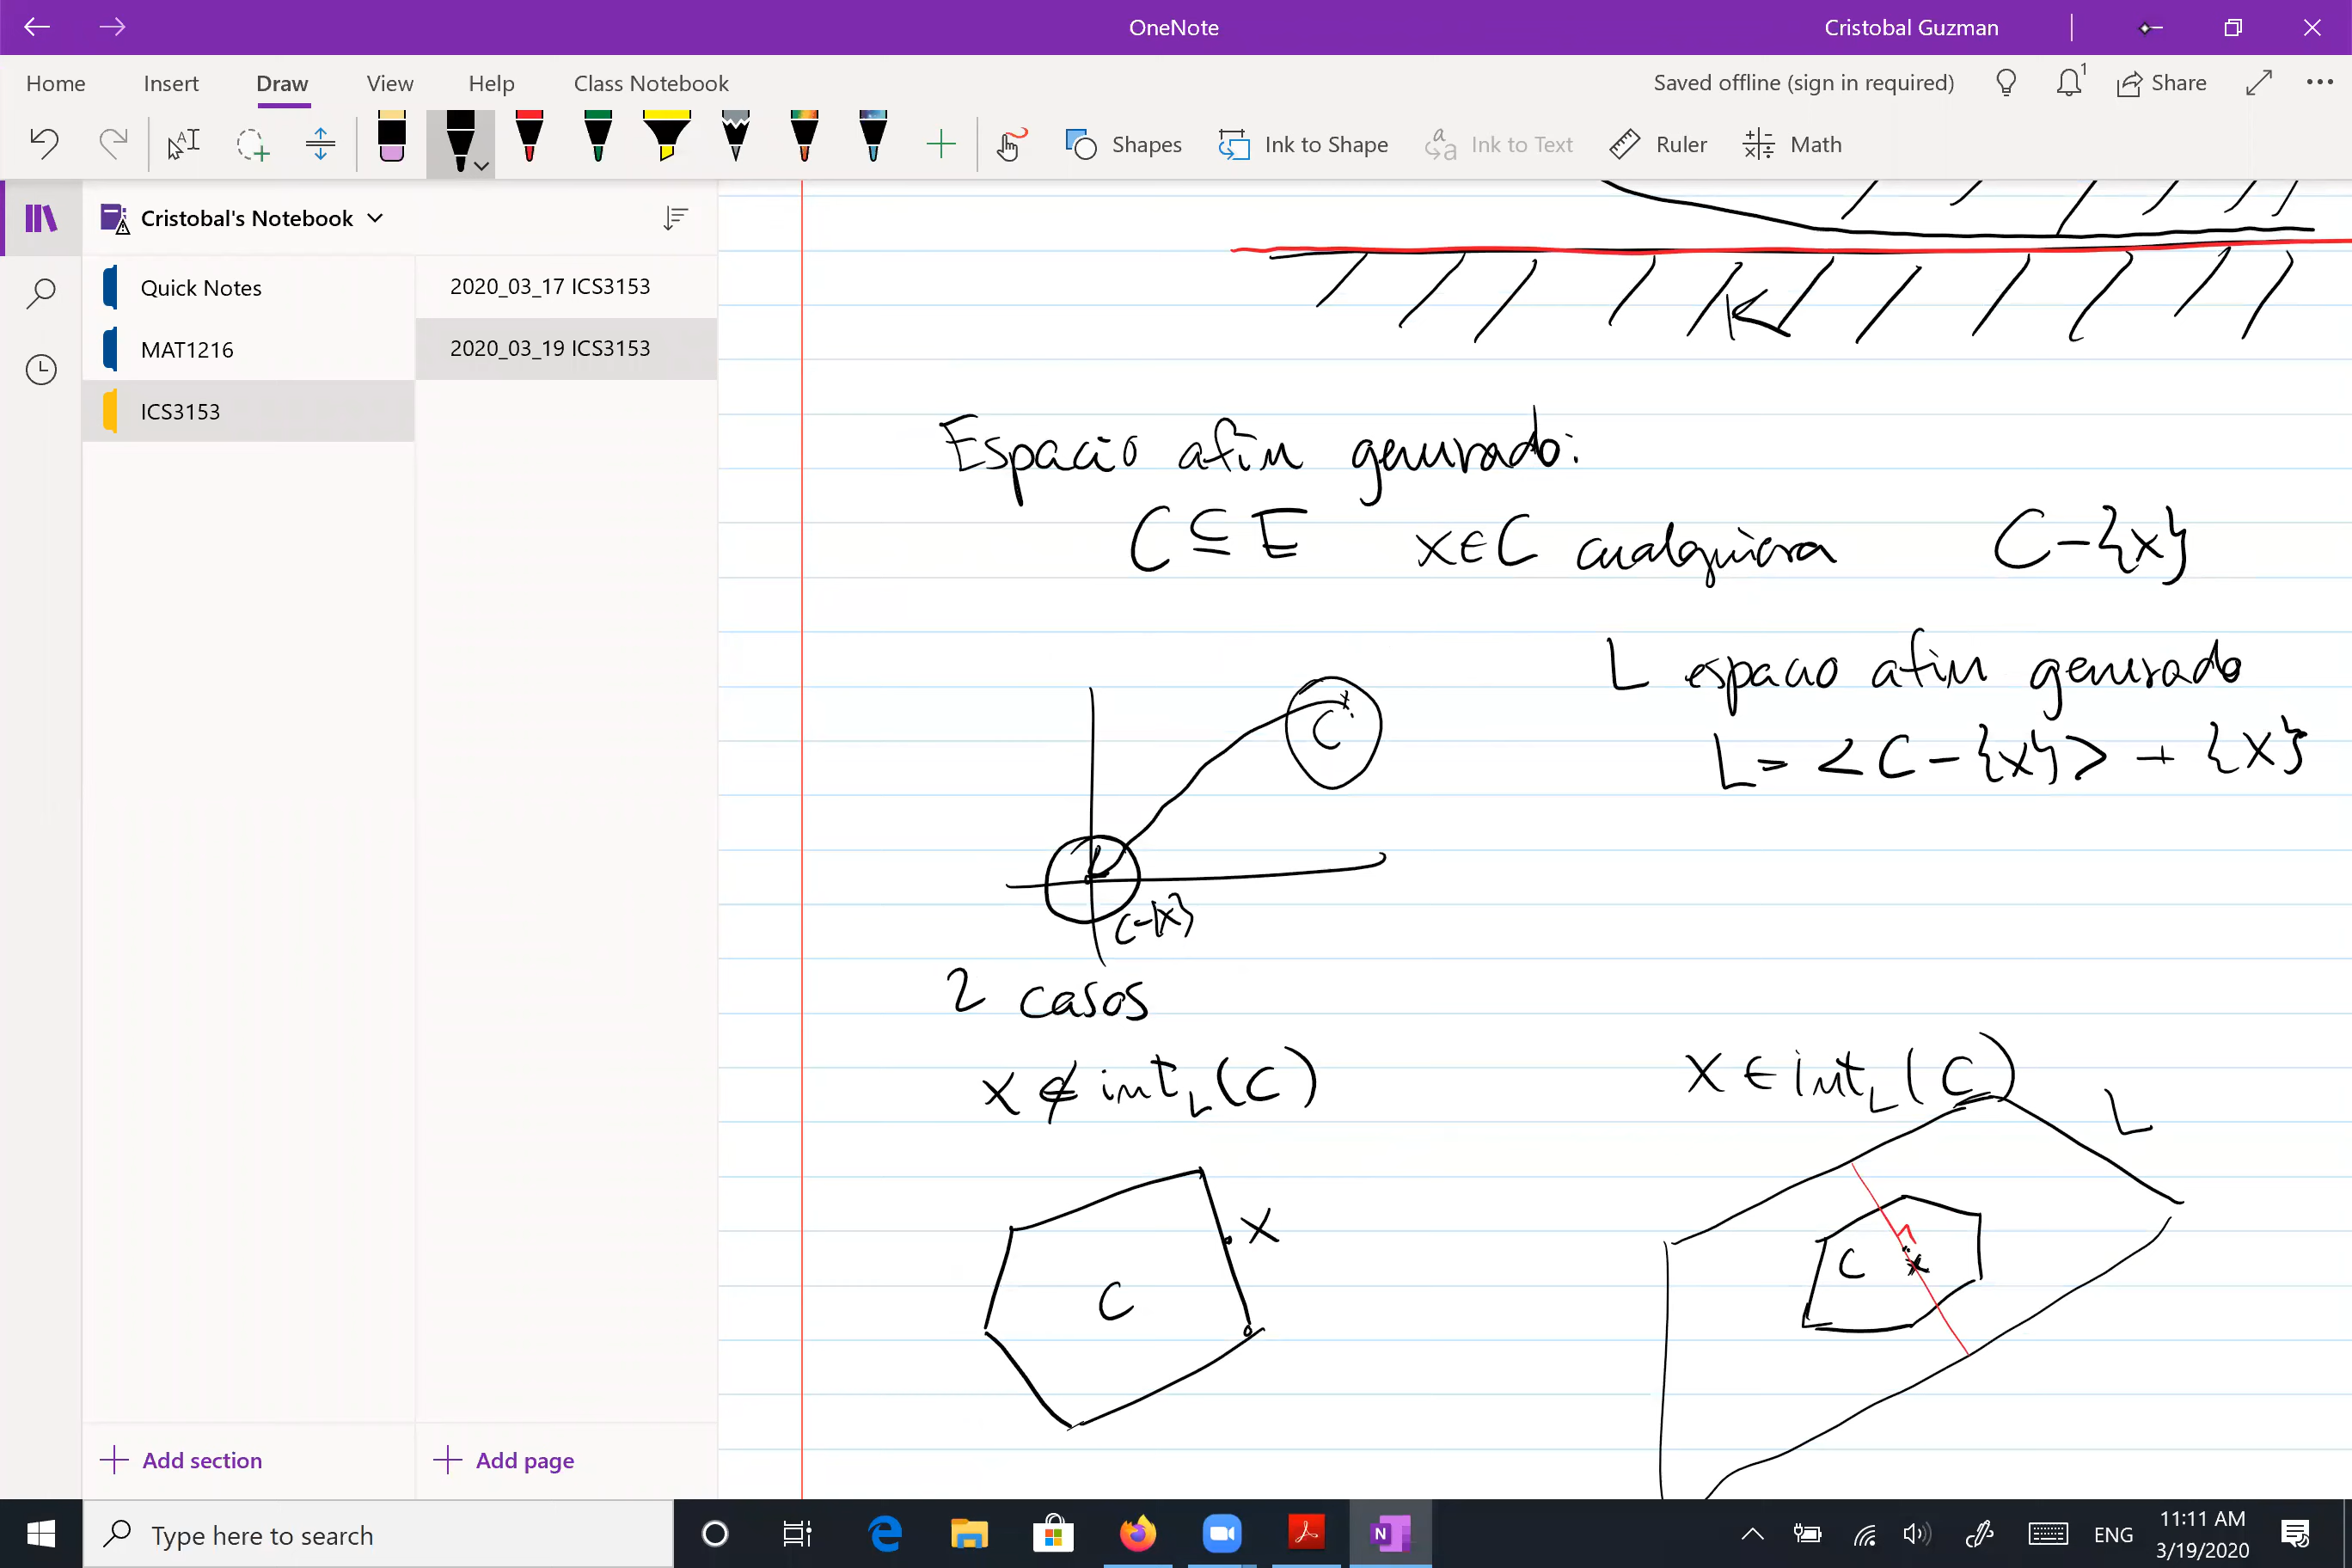 OneNote
Cristobal Guzman
Home Insert Draw View Help Class Notebook
Saved offline (sign in required) 1 Share
Shapes Ink to Shape Ink to Text Ruler Math
Cristobal's Notebook
Quick Notes
MAT1216
ICS3153
2020_03_17 ICS3153
2020_03_19 ICS3153
K
Espacio afin generado:
C ⊆ E x∈C cualquiera C-{x}
L espacio afin generado
L = <C-{x}> + {x}
C x
C-{x}
2 casos
x ∉ int_L(C)
x ∈ int_L(C)
L
x
C
C x
Add section
Add page
Type here to search
ENG
11:11 AM
3/19/2020